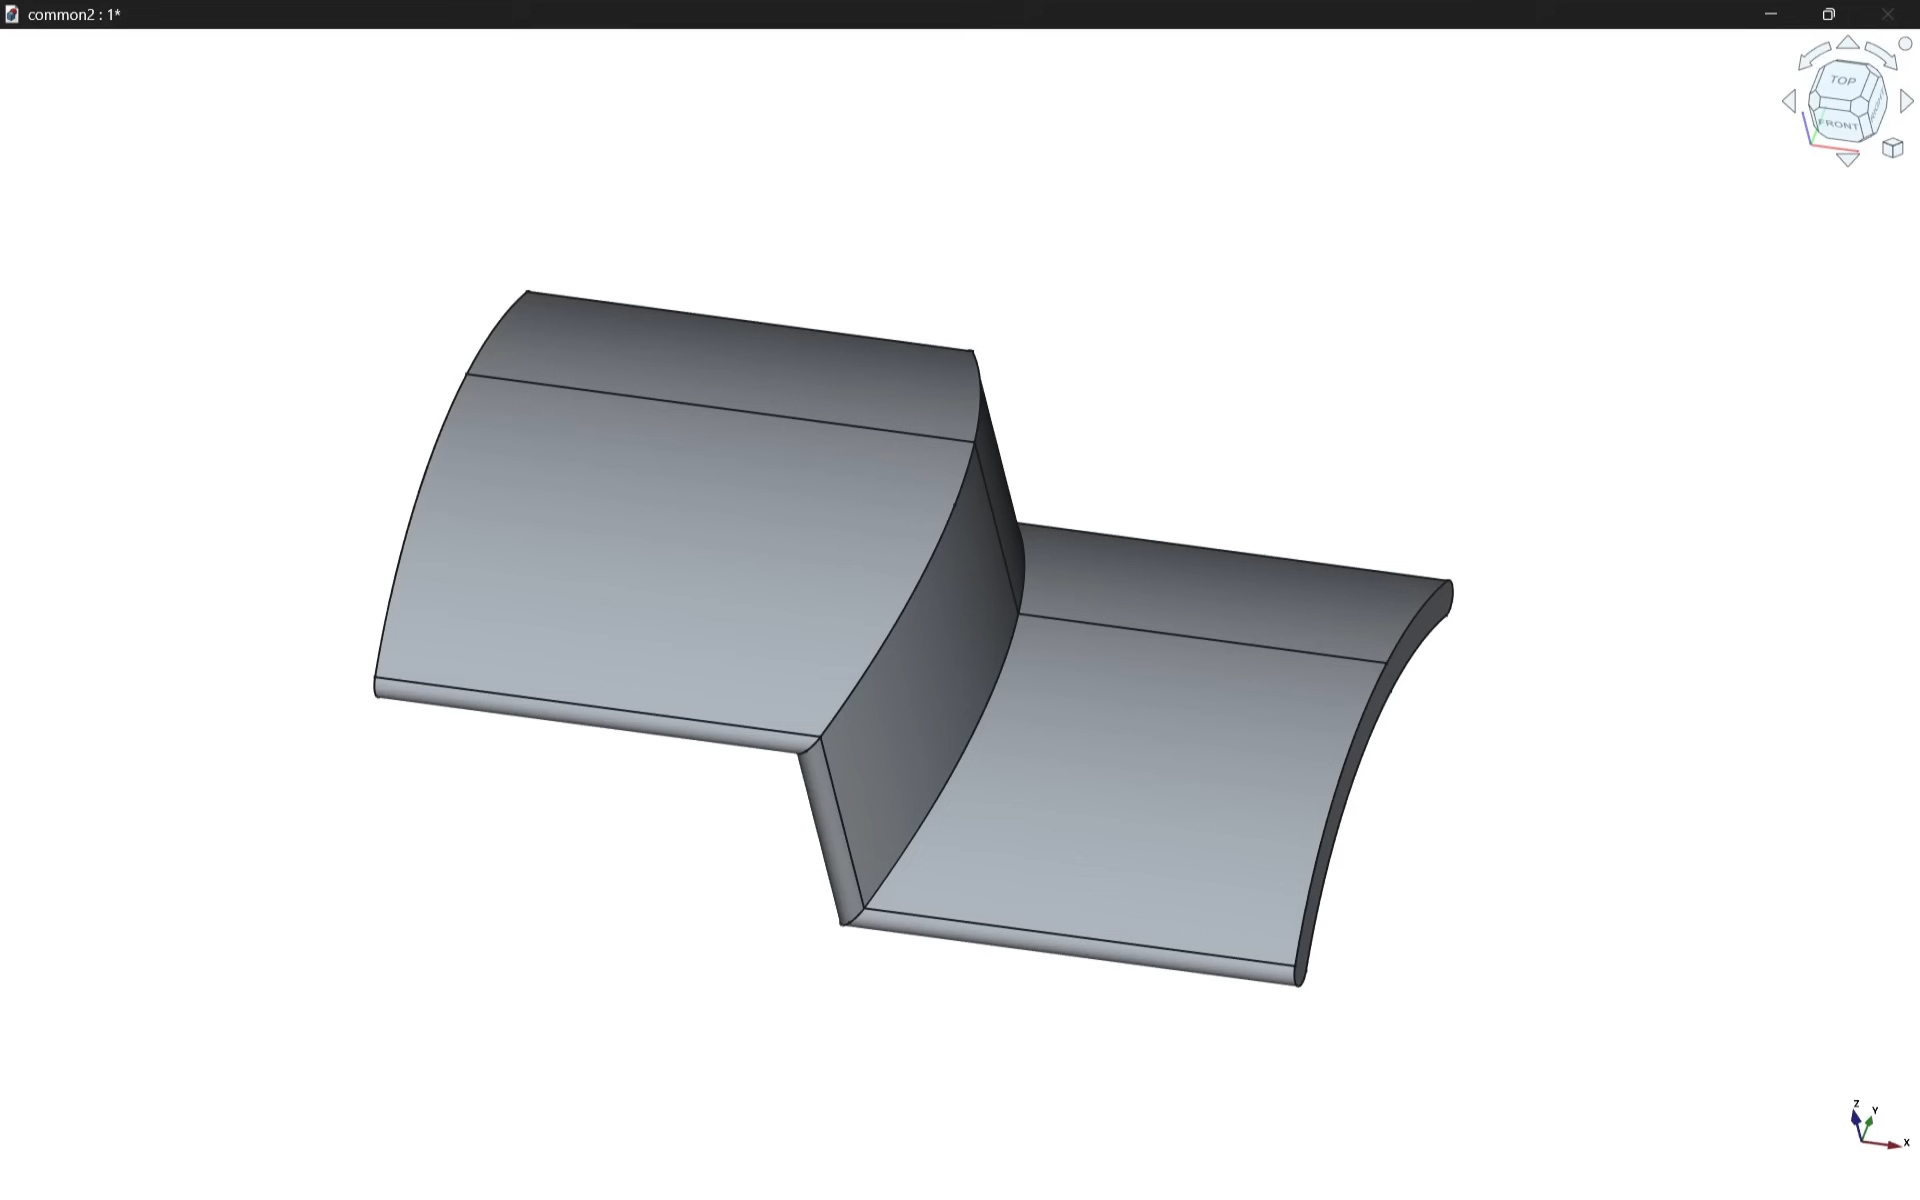 common2 : 1*
TOP
FRONT
Z
Y
X